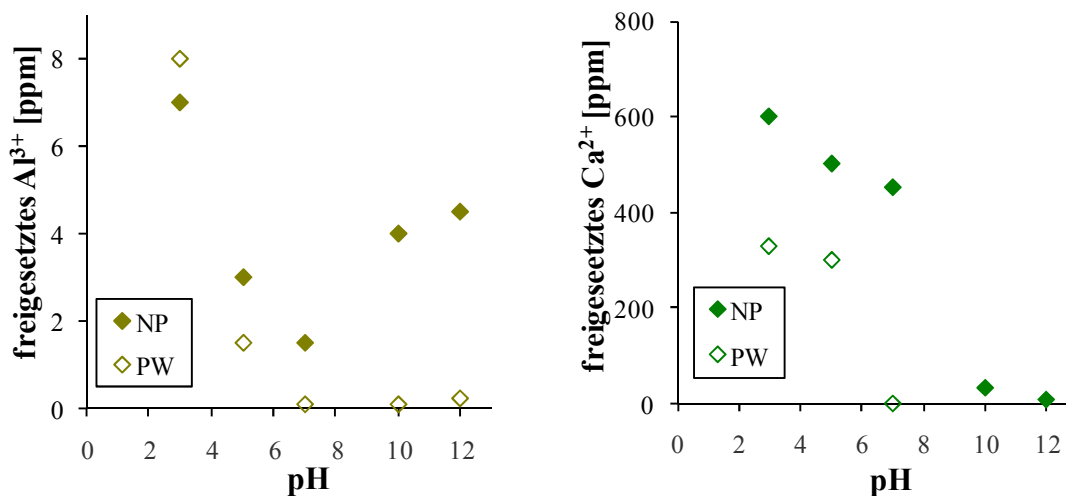 freigesetztes Al³⁺ [ppm]
8
6
4
2
0
NP
PW
0 2 4 6 8 10 12
pH
freigeseetztes Ca²⁺ [ppm]
800
600
400
200
0
NP
PW
0 2 4 6 8 10 12
pH